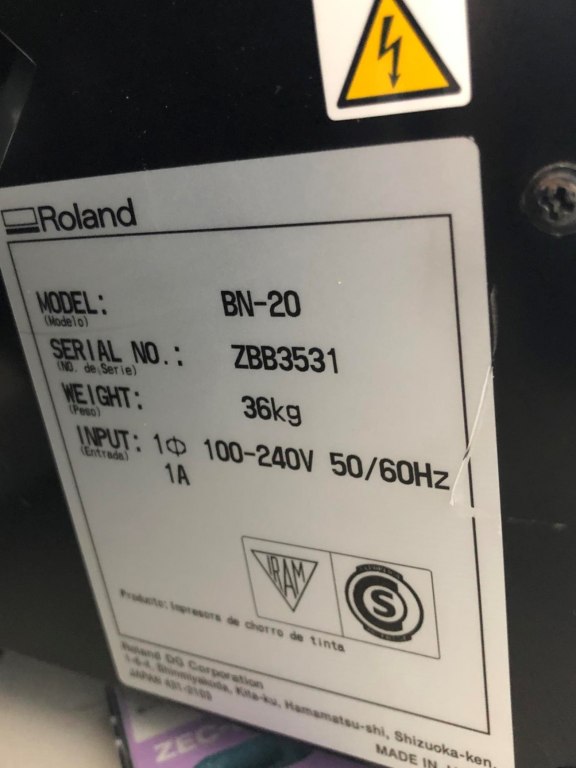 Roland
MODEL: BN-20
(Modelo)
SERIAL NO.: ZBB3531
(NO. de Serie)
WEIGHT: 36kg
(Peso)
INPUT: 1Φ 100-240V 50/60Hz
(Entrada)
1A
IRAM
S
Producto: Impresora de chorro de tinta
Roland DG Corporation
1-6-4, Shinmiyakoda, Kita-ku, Hamamatsu-shi, Shizuoka-ken,
JAPAN 431-2103
MADE IN
ZEC